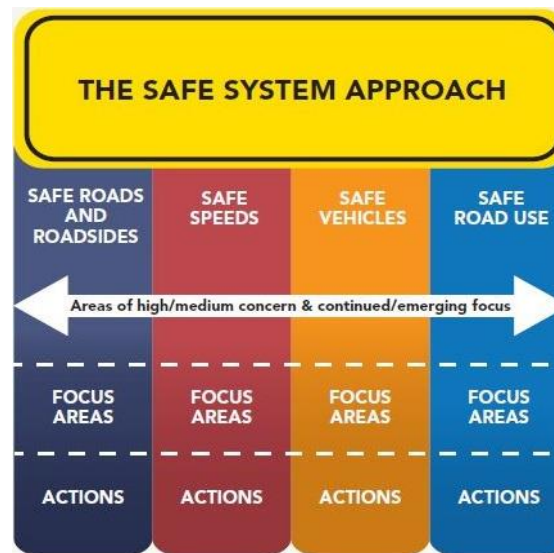 THE SAFE SYSTEM APPROACH
SAFE ROADS
AND
ROADSIDES
SAFE
SPEEDS
SAFE
VEHICLES
SAFE
ROAD USE
Areas of high/medium concern & continued/emerging focus
FOCUS
AREAS
FOCUS
AREAS
FOCUS
AREAS
FOCUS
AREAS
ACTIONS
ACTIONS
ACTIONS
ACTIONS